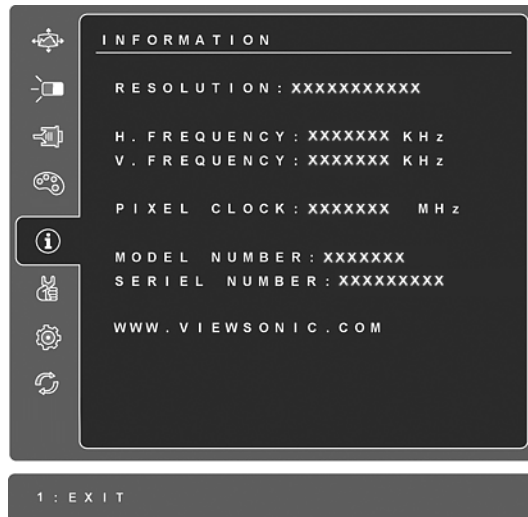 INFORMATION
RESOLUTION: XXXXXXXXXXX
H. FREQUENCY: XXXXXXX KHz
V. FREQUENCY: XXXXXXX KHz
PIXEL CLOCK: XXXXXXX MHz
MODEL NUMBER: XXXXXXX
SERIEL NUMBER: XXXXXXXXX
WWW.VIEWSONIC.COM
1:EXIT